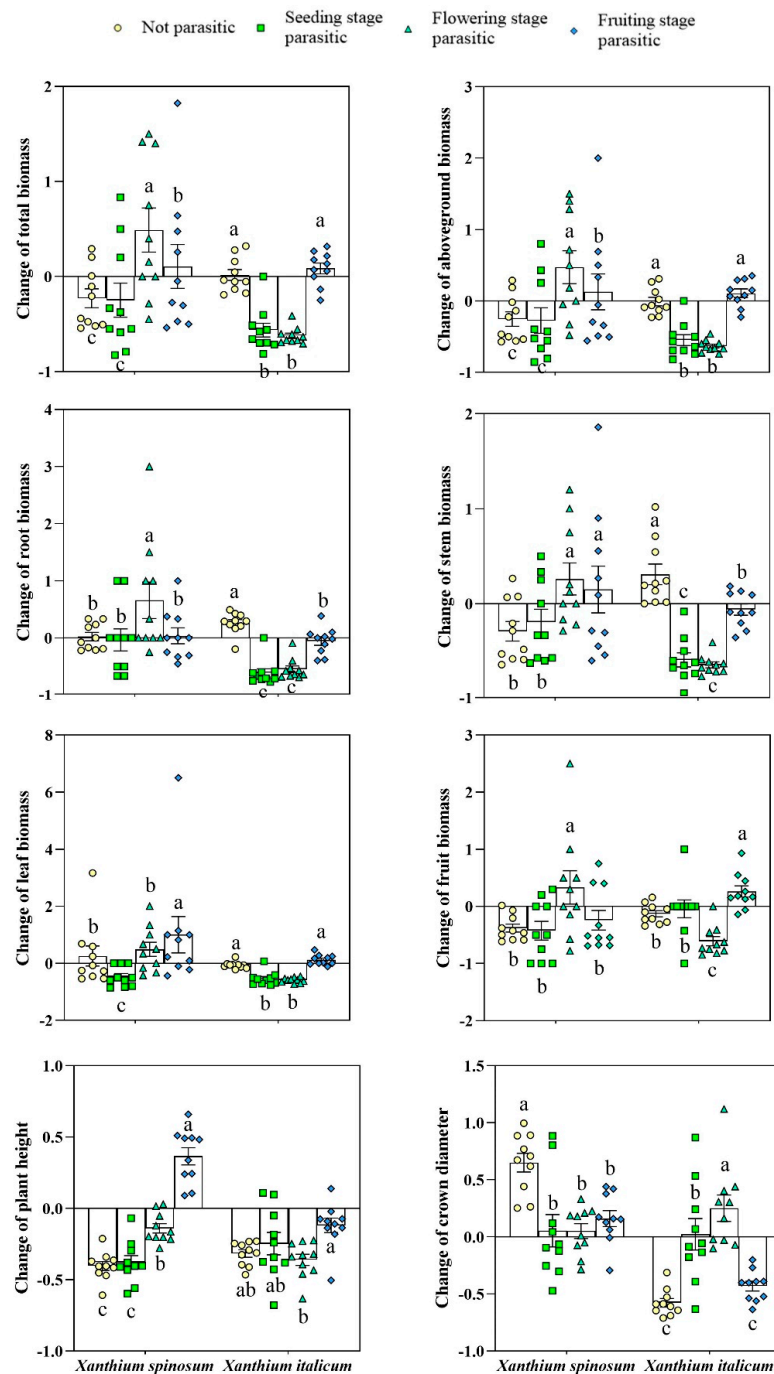 Not parasitic
Seeding stage
parasitic
Flowering stage
parasitic
Fruiting stage
parasitic
Change of total biomass
2
1
0
-1
c
c
a
b
a
b
b
a
Change of aboveground biomass
3
2
1
0
-1
c
c
a
b
a
b
b
a
Change of root biomass
4
3
2
1
0
-1
b
b
a
b
a
c
c
b
Change of stem biomass
2
1
0
-1
b
b
a
a
a
c
c
b
Change of leaf biomass
8
6
4
2
0
-2
b
c
b
a
a
b
b
a
Change of fruit biomass
3
2
1
0
-1
-2
b
b
a
b
b
b
c
a
Change of plant height
1.0
0.5
0.0
-0.5
-1.0
c
c
b
a
ab
ab
b
a
Xanthium spinosum
Xanthium italicum
Change of crown diameter
1.5
1.0
0.5
0.0
-0.5
-1.0
a
b
b
b
c
b
a
c
Xanthium spinosum
Xanthium italicum